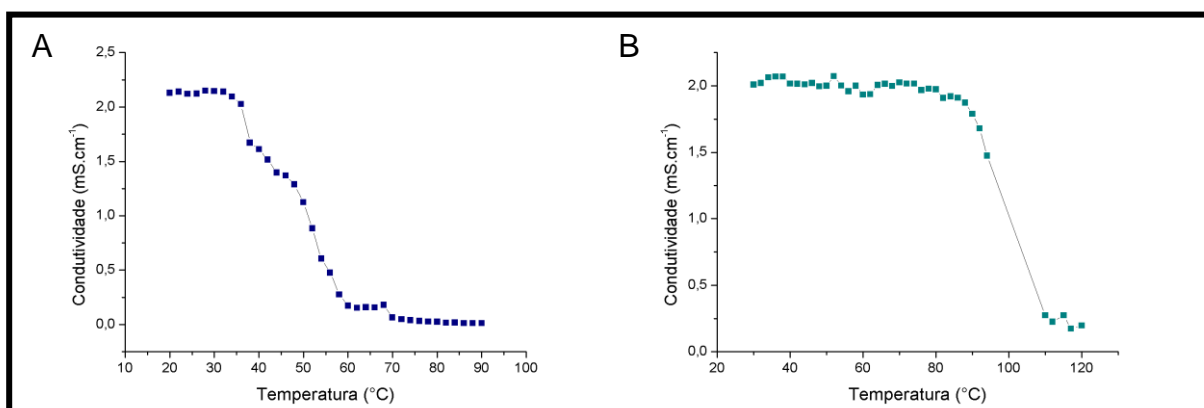 A
B
2,5
2,0
1,5
1,0
0,5
0,0
Condutividade (mS.cm⁻¹)
10 20 30 40 50 60 70 80 90 100
Temperatura (°C)
2,0
1,5
1,0
0,5
0,0
Condutividade (mS.cm⁻¹)
20 40 60 80 100 120
Temperatura (°C)